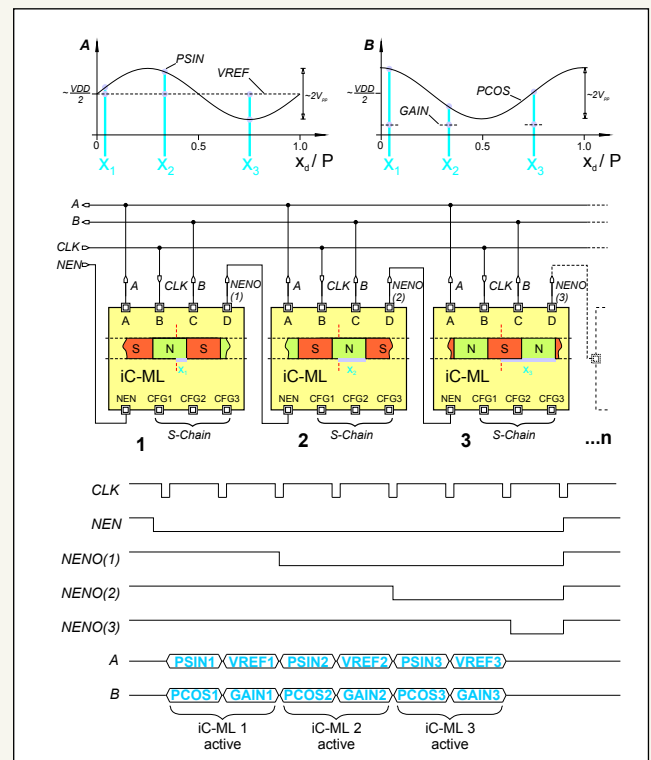 A PSIN VREF
~VDD/2 ~2Vpp
0 0.5 1.0
X1 X2 X3 xd / P
B PCOS
~VDD/2 GAIN ~2Vpp
0 0.5 1.0
X1 X2 X3 xd / P
A
B
CLK
NEN
A CLK B NENO (1)
A CLK B NENO (2)
A CLK B NENO (3)
A B C D
S N S
X1
iC-ML
NEN CFG1 CFG2 CFG3
A B C D
S N S
X2
iC-ML
NEN CFG1 CFG2 CFG3
A B C D
N S N
X3
iC-ML
NEN CFG1 CFG2 CFG3
1 S-Chain 2 S-Chain 3 S-Chain ...n
CLK
NEN
NENO(1)
NENO(2)
NENO(3)
A PSIN1 VREF1 PSIN2 VREF2 PSIN3 VREF3
B PCOS1 GAIN1 PCOS2 GAIN2 PCOS3 GAIN3
iC-ML 1 iC-ML 2 iC-ML 3
active active active